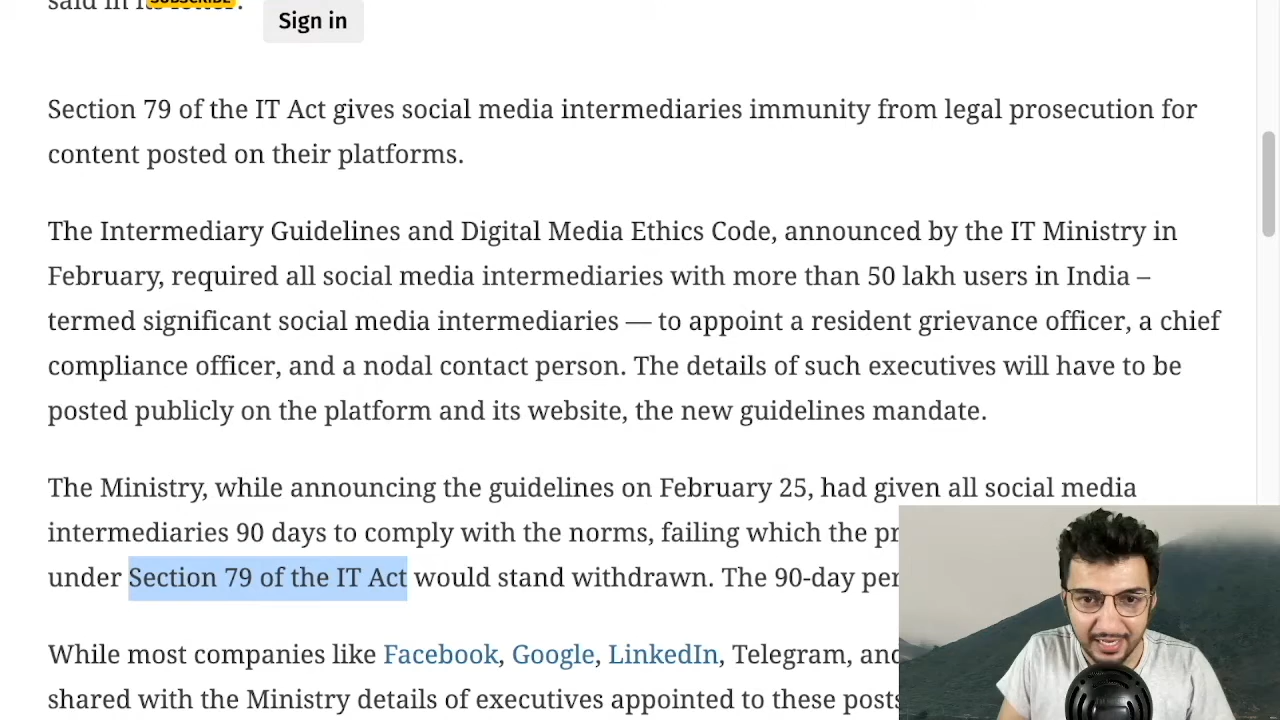 said in its letter.
SUBSCRIBE
Sign in
Section 79 of the IT Act gives social media intermediaries immunity from legal prosecution for
content posted on their platforms.
The Intermediary Guidelines and Digital Media Ethics Code, announced by the IT Ministry in
February, required all social media intermediaries with more than 50 lakh users in India –
termed significant social media intermediaries — to appoint a resident grievance officer, a chief
compliance officer, and a nodal contact person. The details of such executives will have to be
posted publicly on the platform and its website, the new guidelines mandate.
The Ministry, while announcing the guidelines on February 25, had given all social media
intermediaries 90 days to comply with the norms, failing which the
under Section 79 of the IT Act would stand withdrawn. The 90-day
While most companies like Facebook, Google, LinkedIn, Telegram, and
shared with the Ministry details of executives appointed to these posts